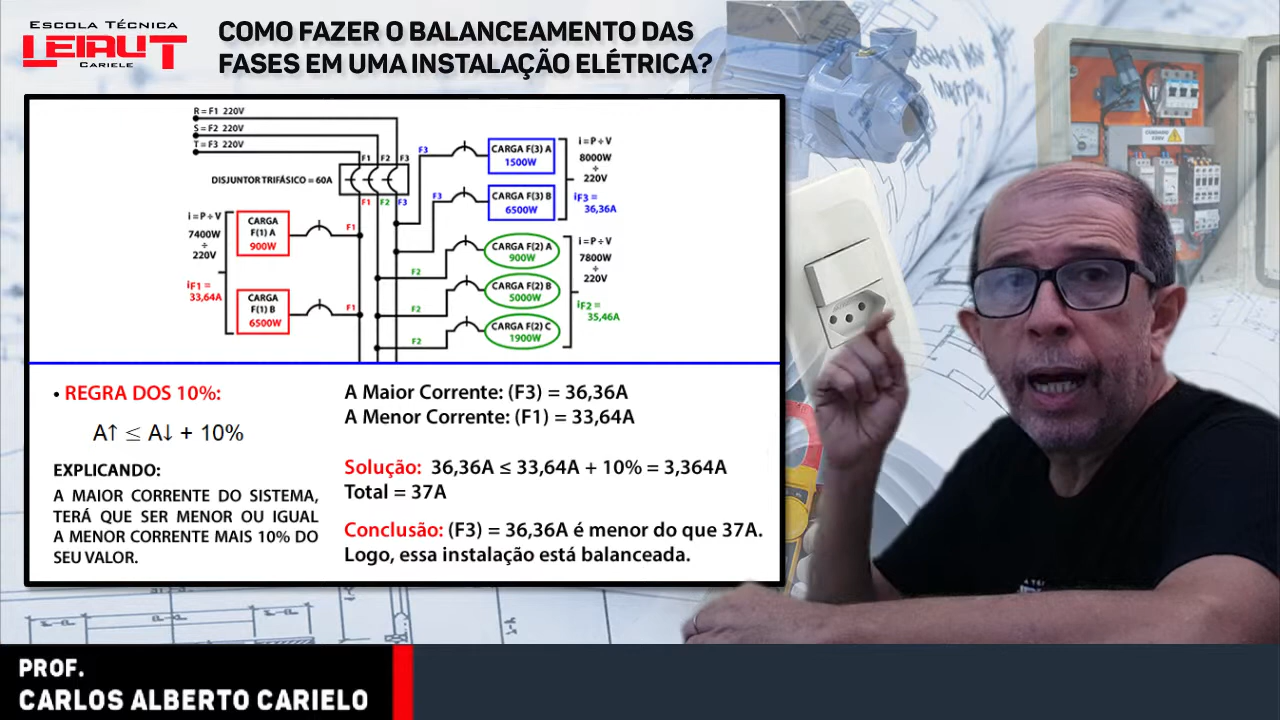 ESCOLA TÉCNICA
LEIAUT
CARIELE
COMO FAZER O BALANCEAMENTO DAS
FASES EM UMA INSTALAÇÃO ELÉTRICA?
R = F1 220V
S = F2 220V
T = F3 220V
F1 F2 F3
DISJUNTOR TRIFÁSICO = 60A
F1 F2 F3
i = P ÷ V
7400W
÷
220V
iF1 =
33,64A
CARGA
F(1) A
900W
F1
CARGA
F(1) B
6500W
F1
F3
CARGA F(3) A
1500W
F3
CARGA F(3) B
6500W
i = P ÷ V
8000W
÷
220V
iF3 =
36,36A
F2
CARGA F(2) A
900W
F2
CARGA F(2) B
5000W
F2
CARGA F(2) C
1900W
i = P ÷ V
7800W
÷
220V
iF2 =
35,46A
• REGRA DOS 10%:
A↑ ≤ A↓ + 10%
EXPLICANDO:
A MAIOR CORRENTE DO SISTEMA,
TERÁ QUE SER MENOR OU IGUAL
A MENOR CORRENTE MAIS 10% DO
SEU VALOR.
A Maior Corrente: (F3) = 36,36A
A Menor Corrente: (F1) = 33,64A
Solução: 36,36A ≤ 33,64A + 10% = 3,364A
Total = 37A
Conclusão: (F3) = 36,36A é menor do que 37A.
Logo, essa instalação está balanceada.
PROF.
CARLOS ALBERTO CARIELO